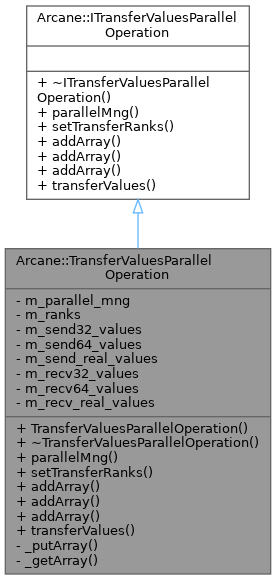 Arcane::ITransferValuesParallel
Operation
+ ~ITransferValuesParallel
Operation()
+ parallelMng()
+ setTransferRanks()
+ addArray()
+ addArray()
+ addArray()
+ transferValues()
Arcane::TransferValuesParallel
Operation
- m_parallel_mng
- m_ranks
- m_send32_values
- m_send64_values
- m_send_real_values
- m_recv32_values
- m_recv64_values
- m_recv_real_values
+ TransferValuesParallelOperation()
+ ~TransferValuesParallelOperation()
+ parallelMng()
+ setTransferRanks()
+ addArray()
+ addArray()
+ addArray()
+ transferValues()
- _putArray()
- _getArray()